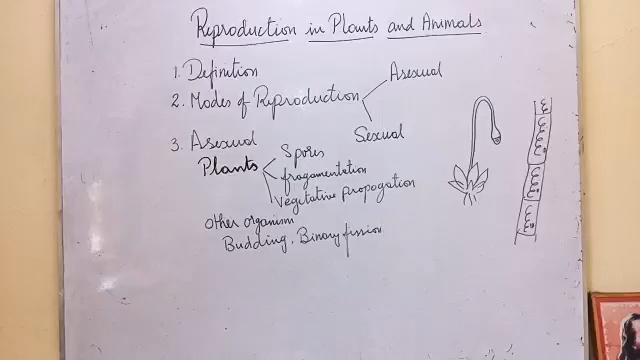 Reproduction in Plants and Animals
1. Definition
2. Modes of Reproduction
Asexual
Sexual
3. Asexual
Plants
Spores
fragamentation
Vegetative propogation
Other organism
Budding, Binary fission